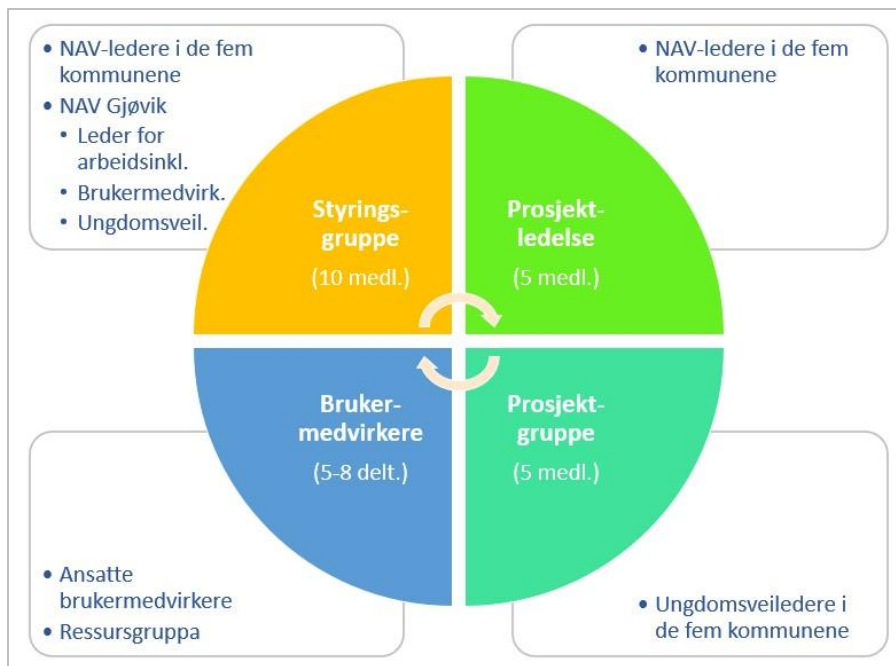 • NAV-ledere i de fem
kommunene
• NAV Gjøvik
• Leder for
arbeidsinkl.
• Brukermedvirk.
• Ungdomsveil.
• NAV-ledere i de fem
kommunene
Styrings-
gruppe
(10 medl.)
Prosjekt-
ledelse
(5 medl.)
Bruker-
medvirkere
(5-8 delt.)
Prosjekt-
gruppe
(5 medl.)
• Ansatte
brukermedvirkere
• Ressursgruppa
• Ungdomsveiledere i
de fem kommunene